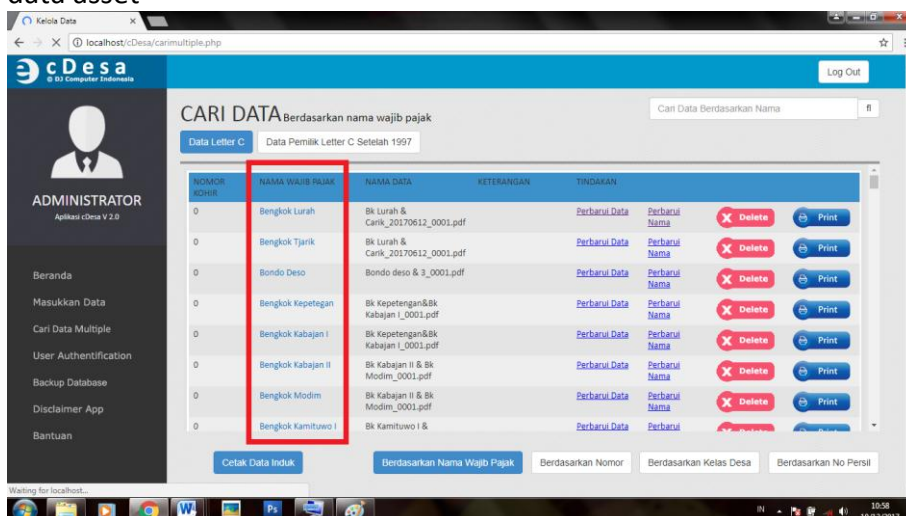 data asset
Kelola Data
localhost/cDesa/carimultiple.php
cDesa
@ DJ Computer Indonesia
Log Out
CARI DATA Berdasarkan nama wajib pajak
Cari Data Berdasarkan Nama
Data Letter C
Data Pemilik Letter C Setelah 1997
ADMINISTRATOR
Aplikasi cDesa V 2.0
Beranda
Masukkan Data
Cari Data Multiple
User Authentification
Backup Database
Disclaimer App
Bantuan
NOMOR KOHIR NAMA WAJIB PAJAK NAMA DATA KETERANGAN TINDAKAN
0 Bengkok Lurah Bk Lurah & Carik_20170612_0001.pdf Perbarui Data Perbarui Nama Delete Print
0 Bengkok Tjarik Bk Lurah & Carik_20170612_0001.pdf Perbarui Data Perbarui Nama Delete Print
0 Bondo Deso Bondo deso & 3_0001.pdf Perbarui Data Perbarui Nama Delete Print
0 Bengkok Kepetegan Bk Kepetengan&Bk Kabajan I_0001.pdf Perbarui Data Perbarui Nama Delete Print
0 Bengkok Kabajan I Bk Kepetengan&Bk Kabajan I_0001.pdf Perbarui Data Perbarui Nama Delete Print
0 Bengkok Kabajan II Bk Kabajan II & Bk Modim_0001.pdf Perbarui Data Perbarui Nama Delete Print
0 Bengkok Modim Bk Kabajan II & Bk Modim_0001.pdf Perbarui Data Perbarui Nama Delete Print
0 Bengkok Kamituwo I Bk Kamituwo I & Perbarui Data Perbarui
Cetak Data Induk
Berdasarkan Nama Wajib Pajak
Berdasarkan Nomor
Berdasarkan Kelas Desa
Berdasarkan No Persil
Waiting for localhost...
IN
10:58